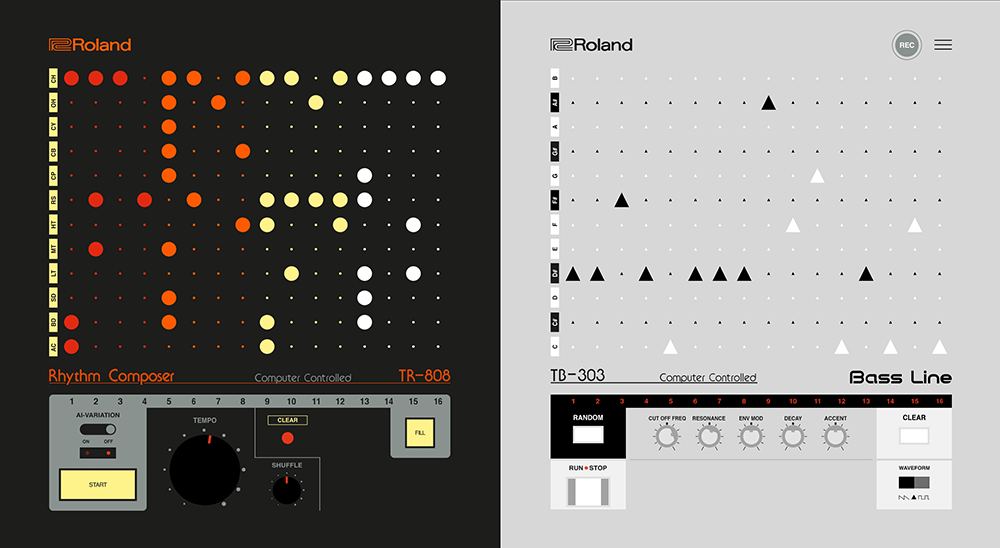 Roland
CH
OH
CY
CB
CP
RS
HT
MT
LT
SD
BD
AC
Rhythm Composer
Computer Controlled
TR-808
1 2 3 4 5 6 7 8 9 10 11 12 13 14 15 16
AI-VARIATION
ON OFF
START
TEMPO
CLEAR
SHUFFLE
FILL
Roland
REC
B
A#
A
G#
G
F#
F
E
D#
D
C#
C
TB-303
Computer Controlled
Bass Line
1 2 3 4 5 6 7 8 9 10 11 12 13 14 15 16
RANDOM
CUT OFF FREQ
RESONANCE
ENV MOD
DECAY
ACCENT
CLEAR
RUN●STOP
WAVEFORM